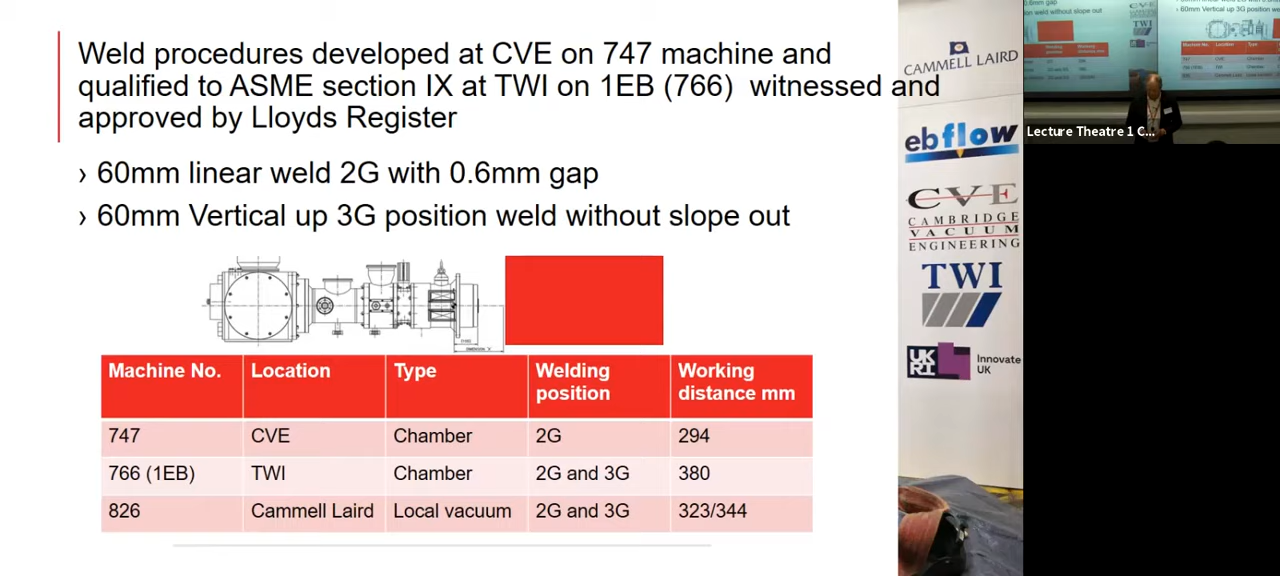 Weld procedures developed at CVE on 747 machine and
qualified to ASME section IX at TWI on 1EB (766)  witnessed and
approved by Lloyds Register
› 60mm linear weld 2G with 0.6mm gap
› 60mm Vertical up 3G position weld without slope out
Machine No. Location Type Welding position Working distance mm
747 CVE Chamber 2G 294
766 (1EB) TWI Chamber 2G and 3G 380
826 Cammell Laird Local vacuum 2G and 3G 323/344
CAMMELL LAIRD
ebflow
CVE
CAMBRIDGE
VACUUM
ENGINEERING
TWI
UK
RI
Innovate
UK
Lecture Theatre 1 C...